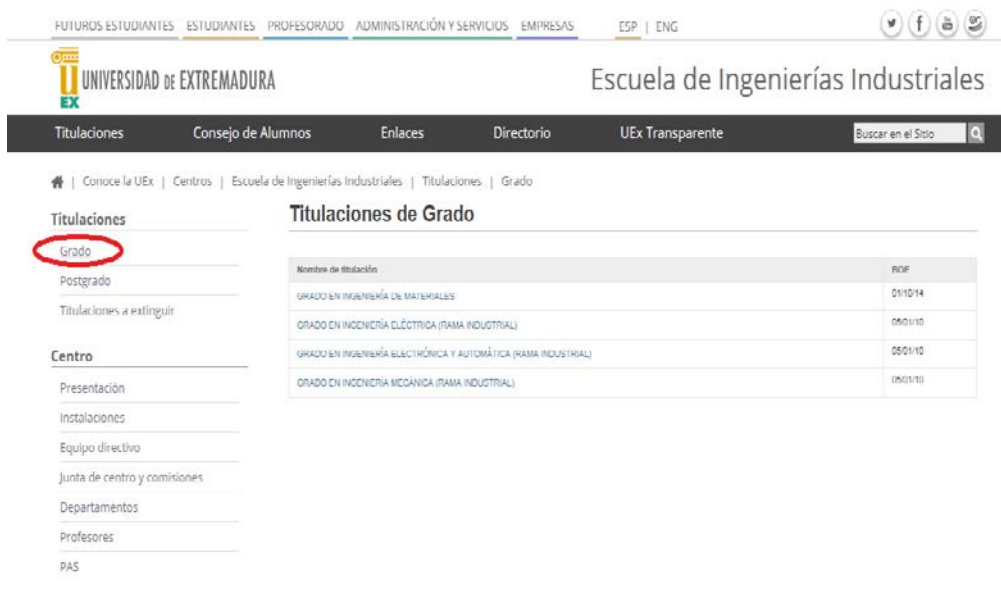 FUTUROS ESTUDIANTES ESTUDIANTES PROFESORADO ADMINISTRACIÓN Y SERVICIOS EMPRESAS ESP | ENG
UNIVERSIDAD DE EXTREMADURA
UEX
Escuela de Ingenierías Industriales
Titulaciones Consejo de Alumnos Enlaces Directorio UEx Transparente Buscar en el Sitio
| Conoce la UEx | Centros | Escuela de Ingenierías Industriales | Titulaciones | Grado
Titulaciones
Grado
Postgrado
Titulaciones a extinguir
Centro
Presentación
Instalaciones
Equipo directivo
Junta de centro y comisiones
Departamentos
Profesores
PAS
Titulaciones de Grado
Nombre de titulación BOE
GRADO EN INGENIERÍA DE MATERIALES 01/10/14
GRADO EN INGENIERÍA ELÉCTRICA (RAMA INDUSTRIAL) 05/01/10
GRADO EN INGENIERÍA ELECTRÓNICA Y AUTOMÁTICA (RAMA INDUSTRIAL) 05/01/10
GRADO EN INGENIERÍA MECÁNICA (RAMA INDUSTRIAL) 05/01/10